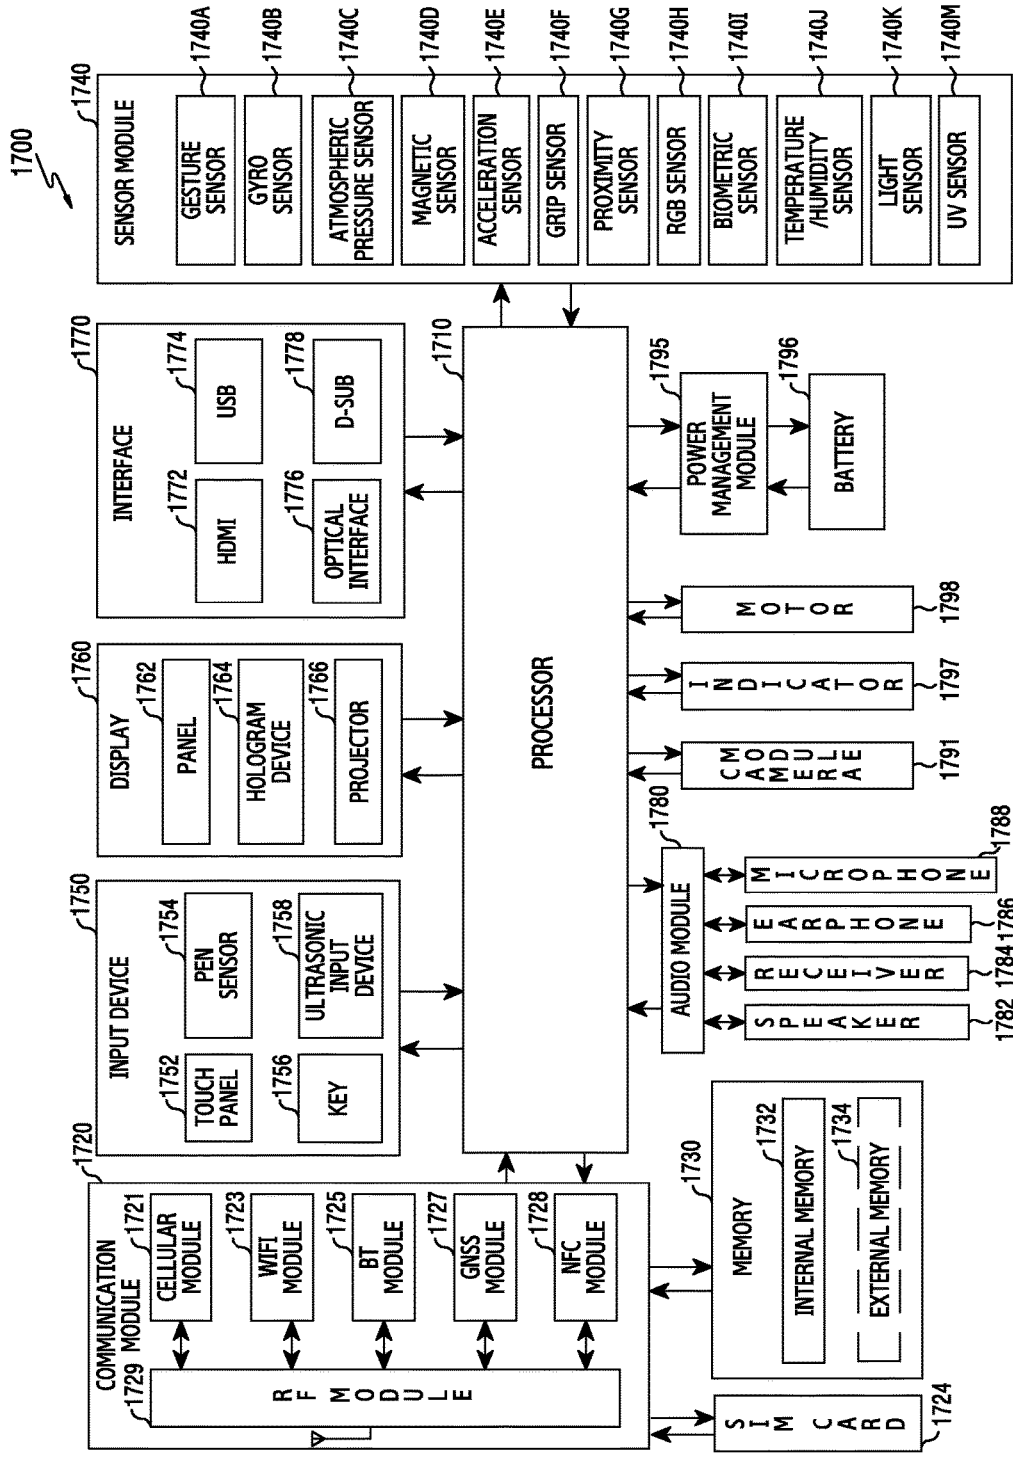 1700
COMMUNICATION
MODULE
1720
1729
RF MODULE
1721
CELLULAR
MODULE
1723
WIFI
MODULE
1725
BT
MODULE
1727
GNSS
MODULE
1728
NFC
MODULE
SIM CARD
1724
1730
MEMORY
1732
INTERNAL MEMORY
1734
EXTERNAL MEMORY
INPUT DEVICE
1750
1752
TOUCH
PANEL
1754
PEN
SENSOR
1756
KEY
1758
ULTRASONIC
INPUT
DEVICE
DISPLAY
1760
1762
PANEL
1764
HOLOGRAM
DEVICE
1766
PROJECTOR
INTERFACE
1770
1772
HDMI
1774
USB
1776
OPTICAL
INTERFACE
1778
D-SUB
PROCESSOR
1710
SENSOR MODULE
1740
GESTURE
SENSOR
1740A
GYRO
SENSOR
1740B
ATMOSPHERIC
PRESSURE SENSOR
1740C
MAGNETIC
SENSOR
1740D
ACCELERATION
SENSOR
1740E
GRIP SENSOR
1740F
PROXIMITY
SENSOR
1740G
RGB SENSOR
1740H
BIOMETRIC
SENSOR
1740I
TEMPERATURE
/HUMIDITY
SENSOR
1740J
LIGHT
SENSOR
1740K
UV SENSOR
1740M
AUDIO MODULE
1780
SPEAKER
1782
RECEIVER
1784
EARPHONE
1786
MICROPHONE
1788
CAMERA
MODULE
1791
INDICATOR
1797
MOTOR
1798
POWER
MANAGEMENT
MODULE
1795
BATTERY
1796